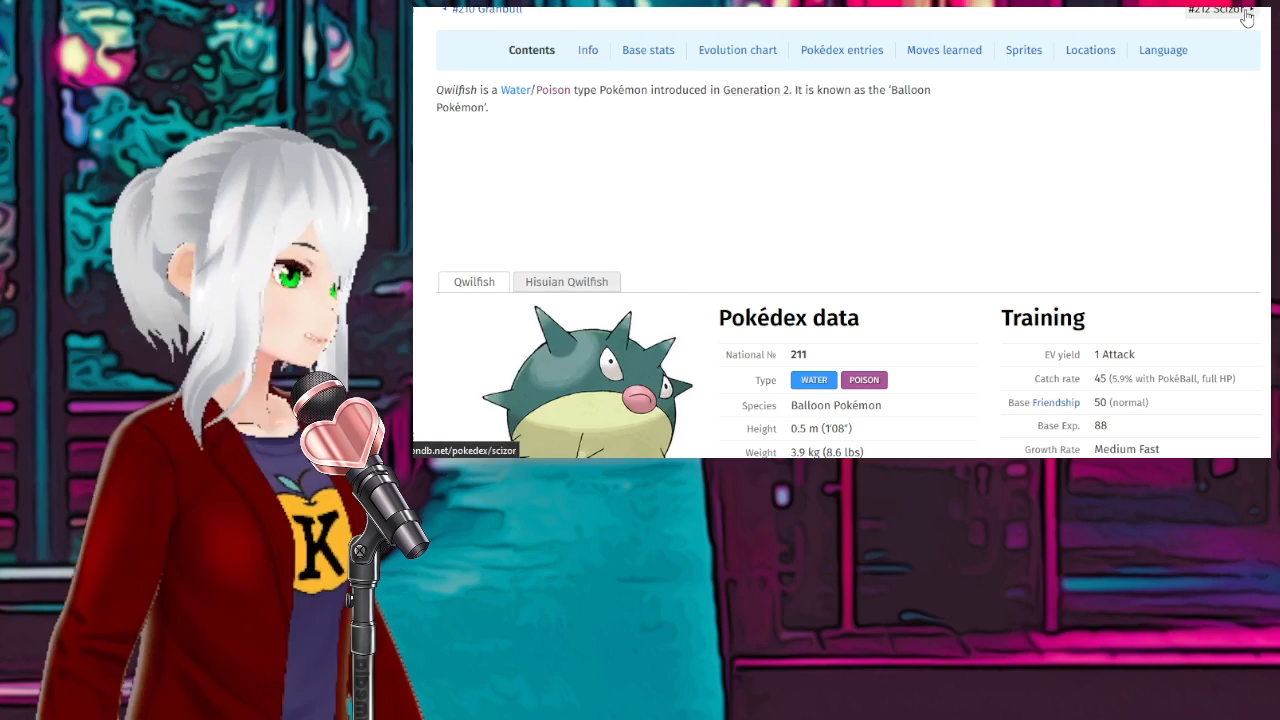 #210 Granbull
#212 Scizor
Contents Info Base stats Evolution chart Pokédex entries Moves learned Sprites Locations Language
Qwilfish is a Water/Poison type Pokémon introduced in Generation 2. It is known as the ‘Balloon
Pokémon’.
Qwilfish Hisuian Qwilfish
Pokédex data
National № 211
Type WATER POISON
Species Balloon Pokémon
Height 0.5 m (1′08″)
Weight 3.9 kg (8.6 lbs)
Training
EV yield 1 Attack
Catch rate 45 (5.9% with PokéBall, full HP)
Base Friendship 50 (normal)
Base Exp. 88
Growth Rate Medium Fast
ndb.net/pokedex/scizor
K